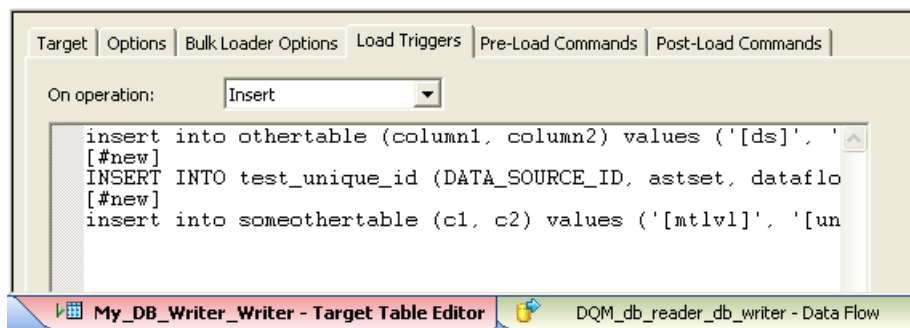 Target Options Bulk Loader Options Load Triggers Pre-Load Commands Post-Load Commands
On operation: Insert
insert into othertable (column1, column2) values ('[ds]', '
[#new]
INSERT INTO test_unique_id (DATA_SOURCE_ID, astset, dataflo
[#new]
insert into someothertable (c1, c2) values ('[mtlvl]', '[un
My_DB_Writer_Writer - Target Table Editor DQM_db_reader_db_writer - Data Flow